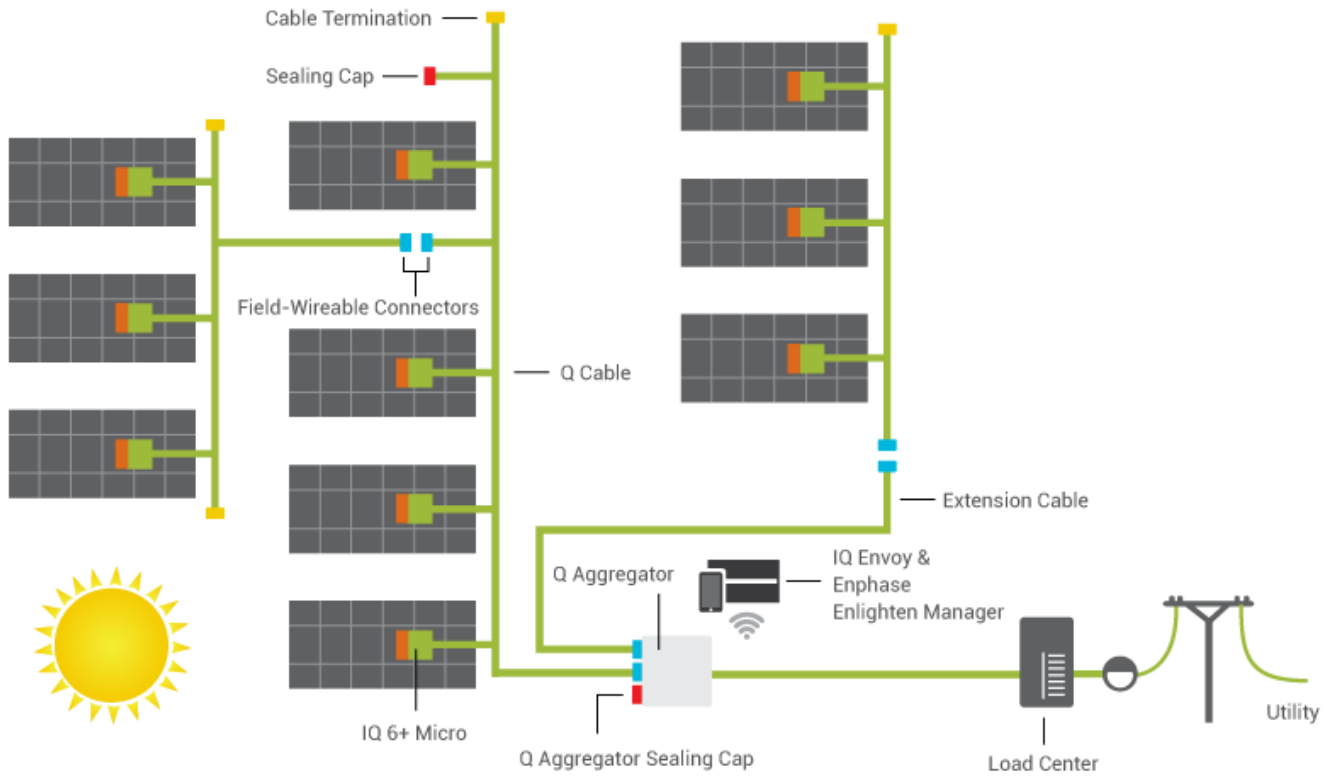 Cable Termination
Sealing Cap
Field-Wireable Connectors
Q Cable
Extension Cable
Q Aggregator
IQ Envoy &
Enphase
Enlighten Manager
IQ 6+ Micro
Q Aggregator Sealing Cap
Load Center
Utility